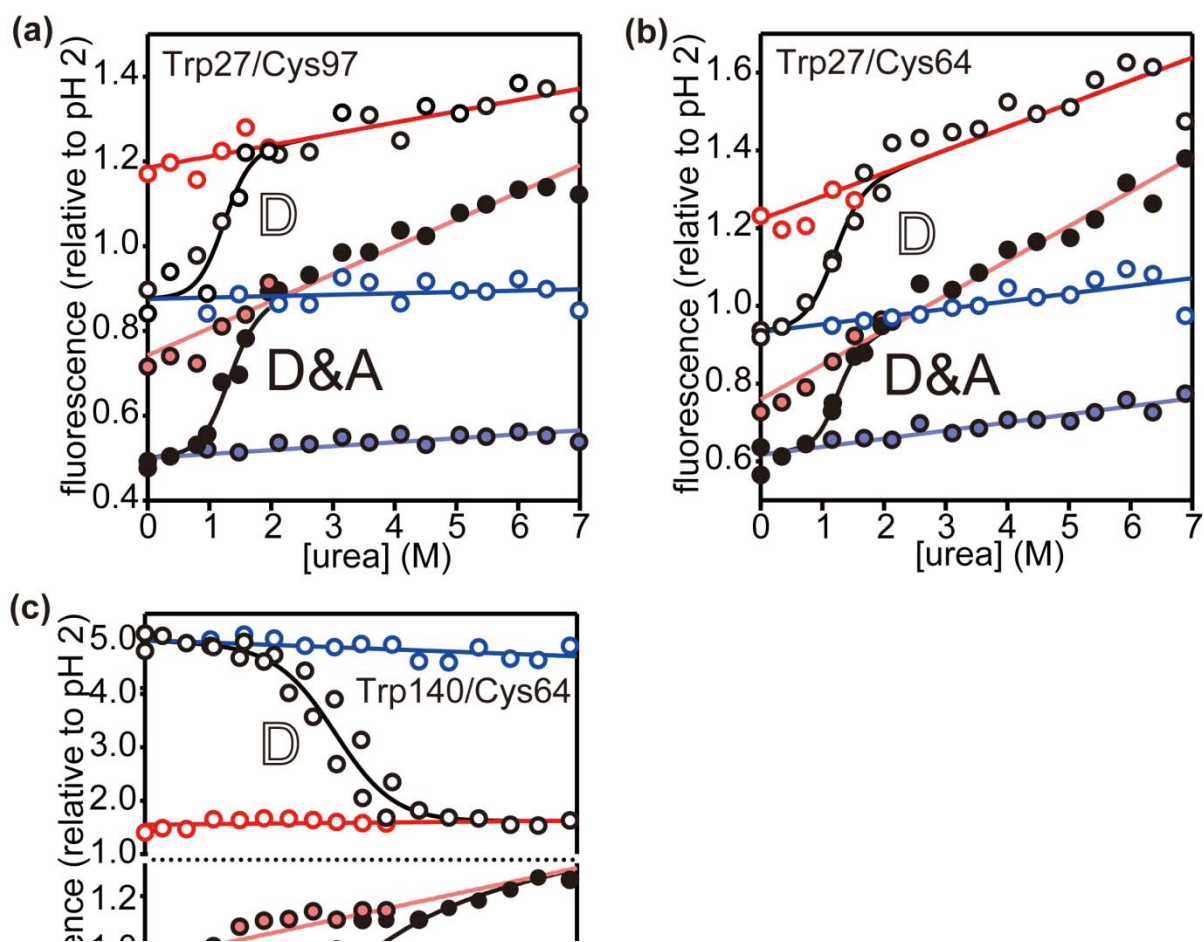 (a)
fluorescence (relative to pH 2)
Trp27/Cys97
1.4
1.2
1.0
0.8
0.6
0.4
D
D&A
0 1 2 3 4 5 6 7
[urea] (M)
(b)
fluorescence (relative to pH 2)
Trp27/Cys64
1.6
1.4
1.2
1.0
0.8
0.6
D
D&A
0 1 2 3 4 5 6 7
[urea] (M)
(c)
ence (relative to pH 2)
5.0
4.0
3.0
2.0
1.0
Trp140/Cys64
D
1.2